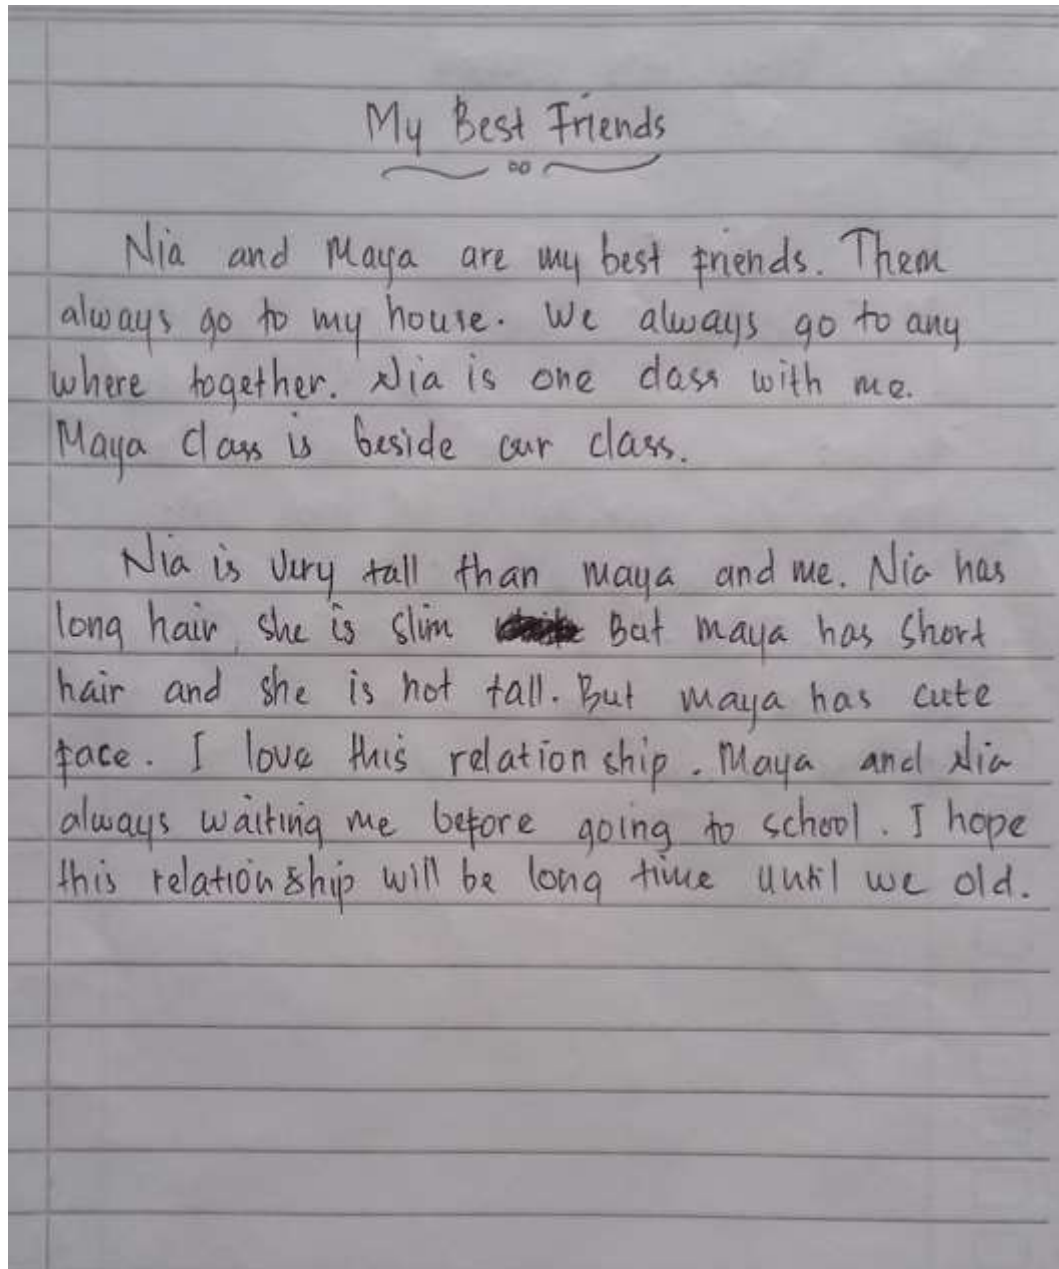 My Best Friends
Nia and Maya are my best friends. Them
always go to my house. We always go to any
where together. Nia is one class with me.
Maya Class is beside our class.
Nia is very tall than maya and me. Nia has
long hair, she is slim But maya has short
hair and she is not tall. But maya has cute
face. I love this relation ship. Maya and Nia
always waiting me before going to school. I hope
this relation ship will be long time until we old.